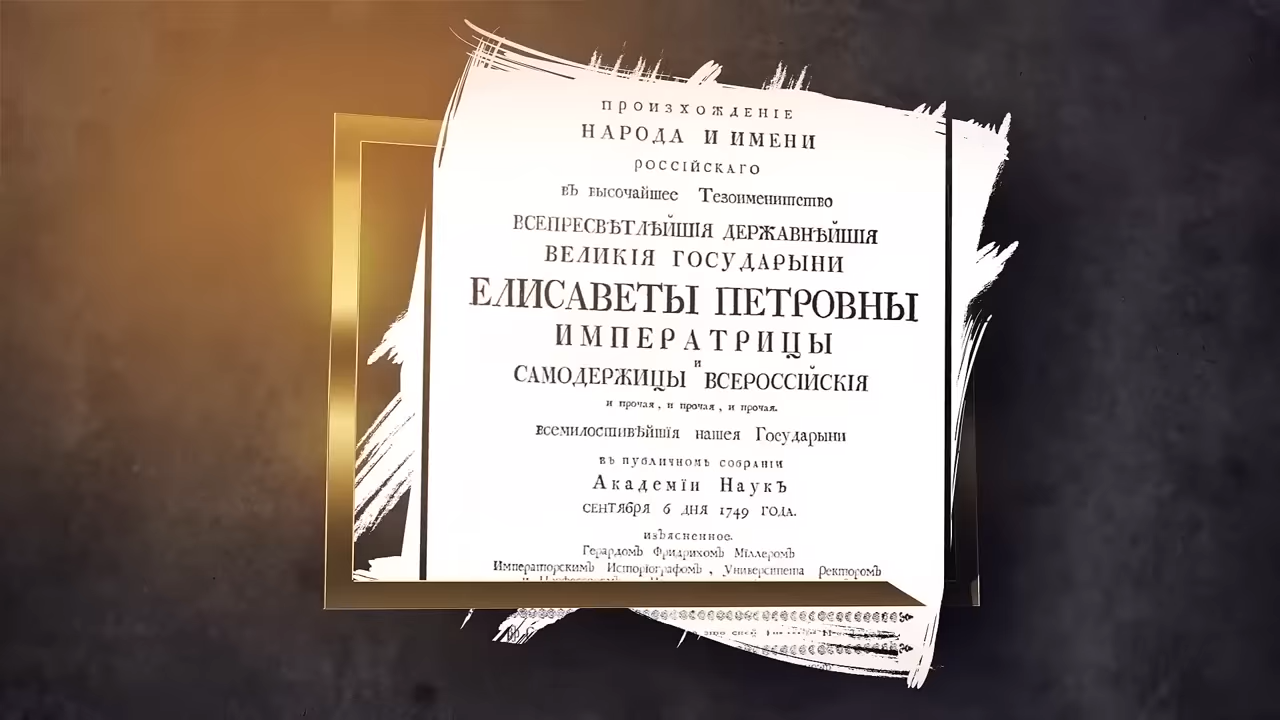 ПРОИЗХОЖДЕНІЕ
НАРОДА И ИМЕНИ
РОССІЙСКАГО
въ высочайшее Тезоименитство
ВСЕПРЕСВѢТЛѢЙШІЯ ДЕРЖАВНѢЙШІЯ
ВЕЛИКІЯ ГОСУДАРЫНИ
ЕЛИСАВЕТЫ ПЕТРОВНЫ
ИМПЕРАТРИЦЫ
и
САМОДЕРЖИЦЫ ВСЕРОССІЙСКІЯ
и прочая, и прочая, и прочая.
всемилостивѣйшія нашея Государыни
въ публичномъ собраніи
Академіи Наукъ
СЕНТЯБРЯ 6 ДНЯ 1749 ГОДА.
изъясненное.
Герардомъ Фридрихомъ Миллеромъ
Императорскимъ Исторіографомъ, Университета Ректоромъ